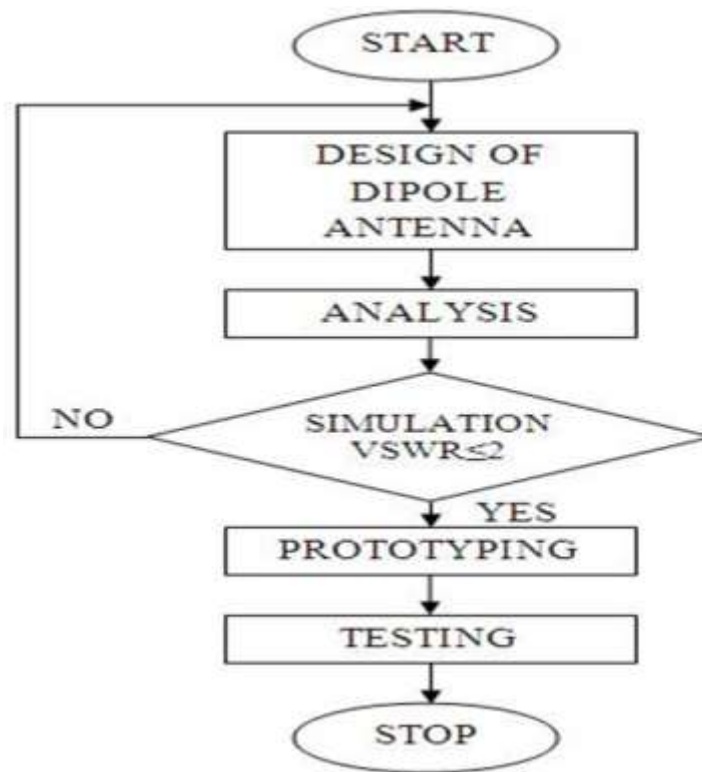 START
DESIGN OF
DIPOLE
ANTENNA
ANALYSIS
NO
SIMULATION
VSWR≤2
YES
PROTOTYPING
TESTING
STOP